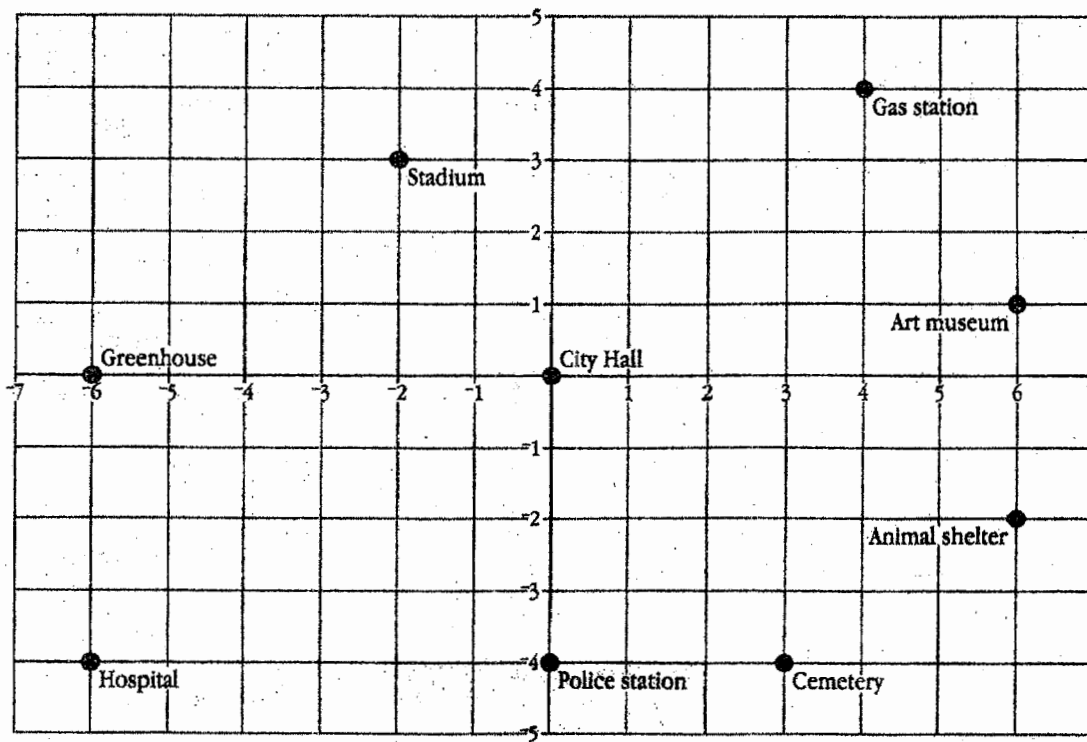 5
4
Gas station
3
Stadium
2
1
Art museum
Greenhouse
City Hall
-7 -6 -5 -4 -3 -2 -1 1 2 3 4 5 6
-1
-2
Animal shelter
-3
-4
Hospital
Police station
Cemetery
-5